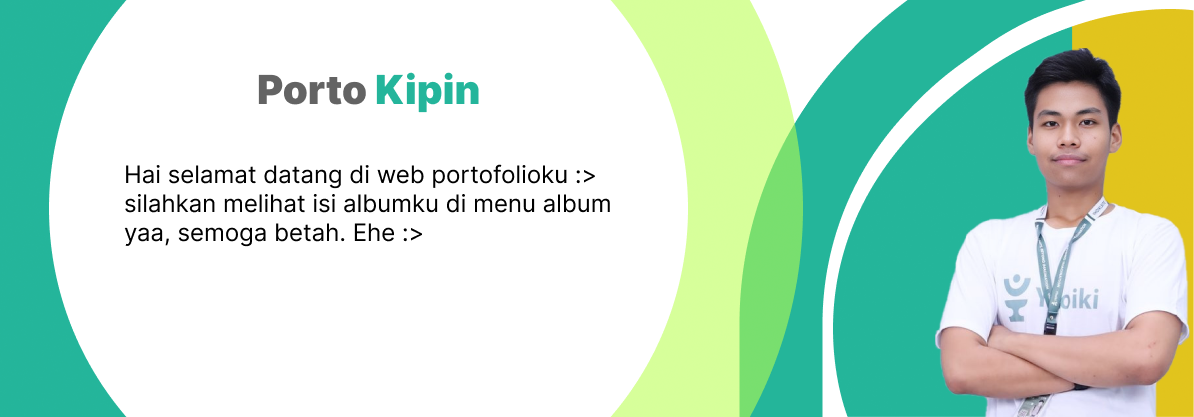 Porto Kipin
Hai selamat datang di web portofolioku :>
silahkan melihat isi albumku di menu album
yaa, semoga betah. Ehe :>